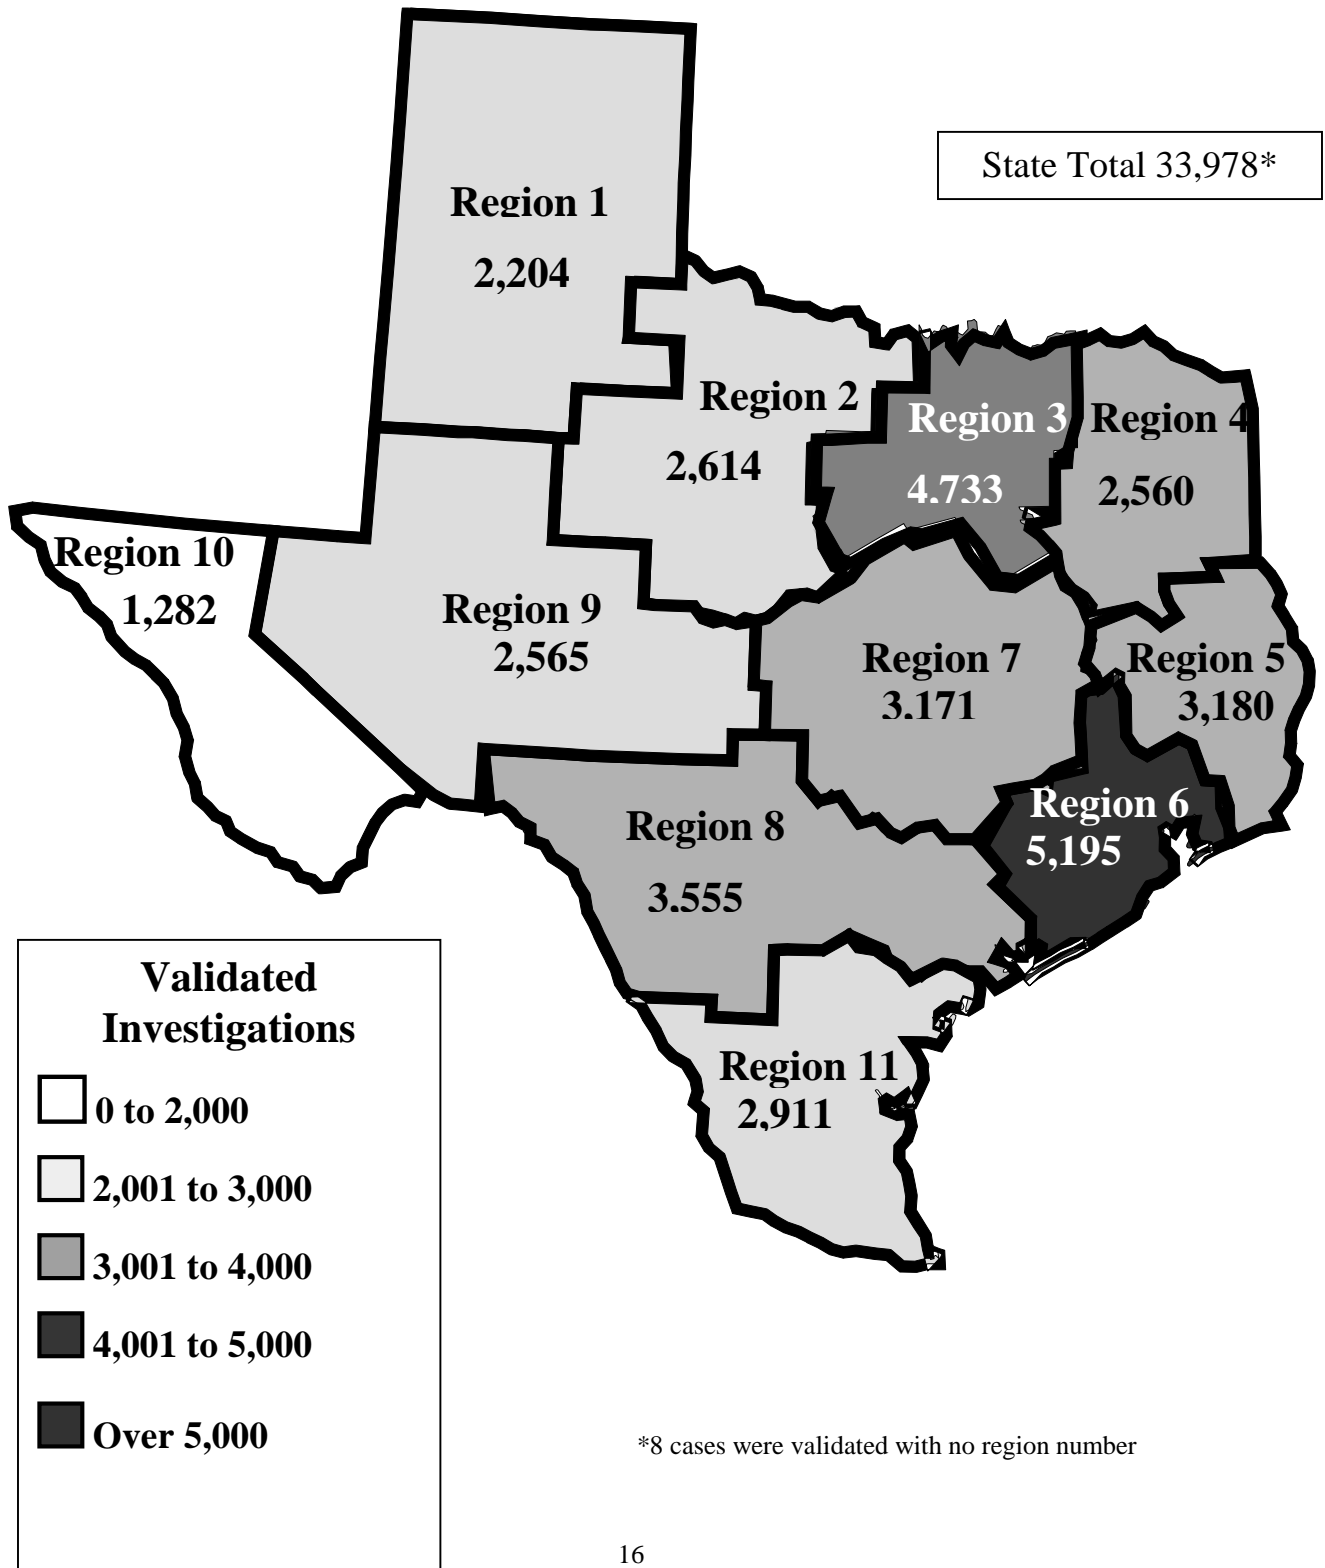 State Total 33,978*
Region 1
2,204
Region 2
2,614
Region 3
4,733
Region 4
2,560
Region 10
1,282
Region 9
2,565
Region 7
3,171
Region 5
3,180
Region 8
3,555
Region 6
5,195
Region 11
2,911
Validated
Investigations
0 to 2,000
2,001 to 3,000
3,001 to 4,000
4,001 to 5,000
Over 5,000
*8 cases were validated with no region number
16